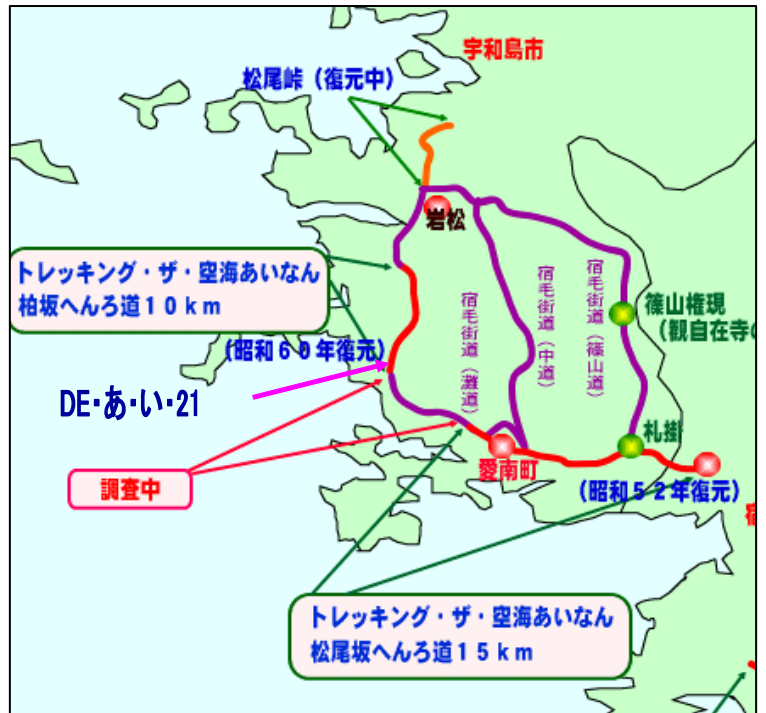 宇和島市
松尾峠（復元中）
岩松
トレッキング・ザ・空海あいなん
柏坂へんろ道１０ｋｍ
宿毛街道（灘道）
宿毛街道（中道）
宿毛街道（篠山道）
篠山権現
（観自在寺の
（昭和６０年復元）
DE・あ・い・21
札掛
愛南町
調査中
（昭和５２年復元）
トレッキング・ザ・空海あいなん
松尾坂へんろ道１５ｋｍ